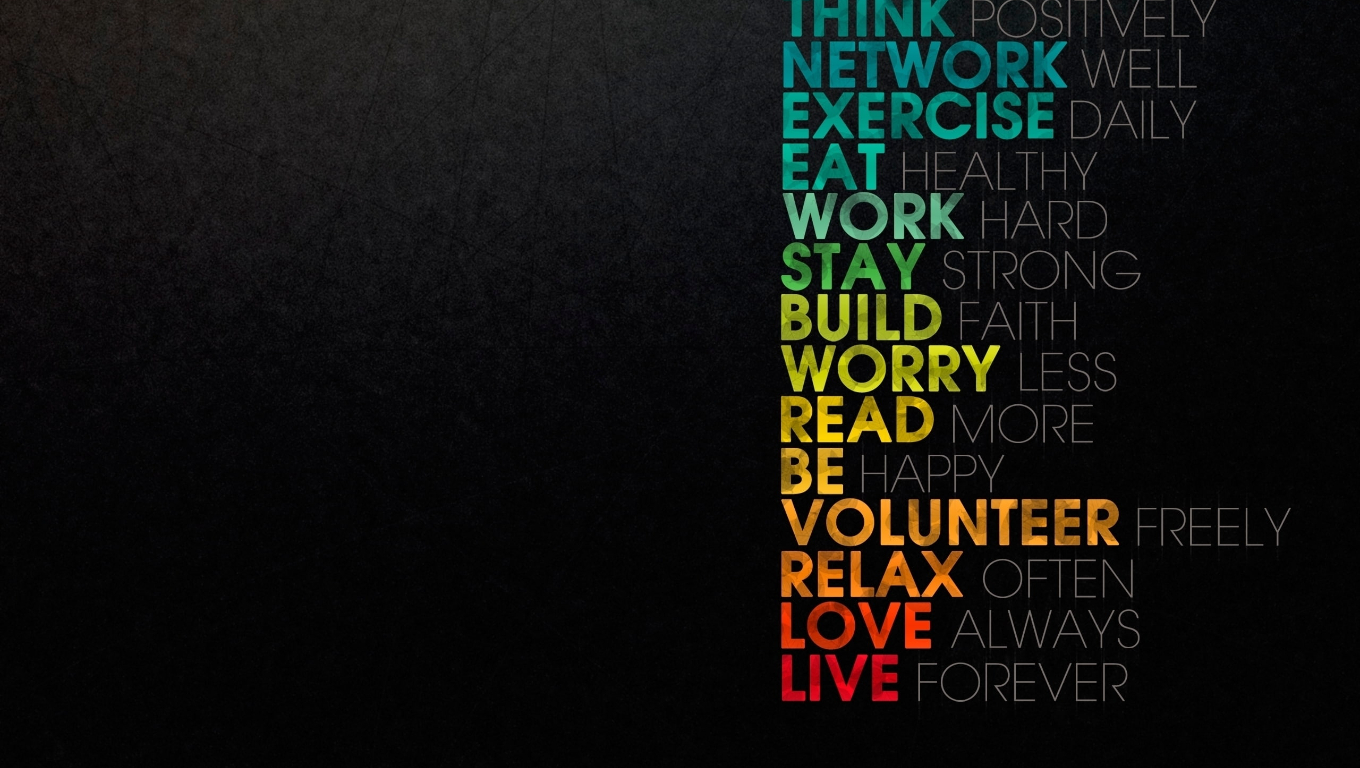 THINK POSITIVELY
NETWORK WELL
EXERCISE DAILY
EAT HEALTHY
WORK HARD
STAY STRONG
BUILD FAITH
WORRY LESS
READ MORE
BE HAPPY
VOLUNTEER FREELY
RELAX OFTEN
LOVE ALWAYS
LIVE FOREVER